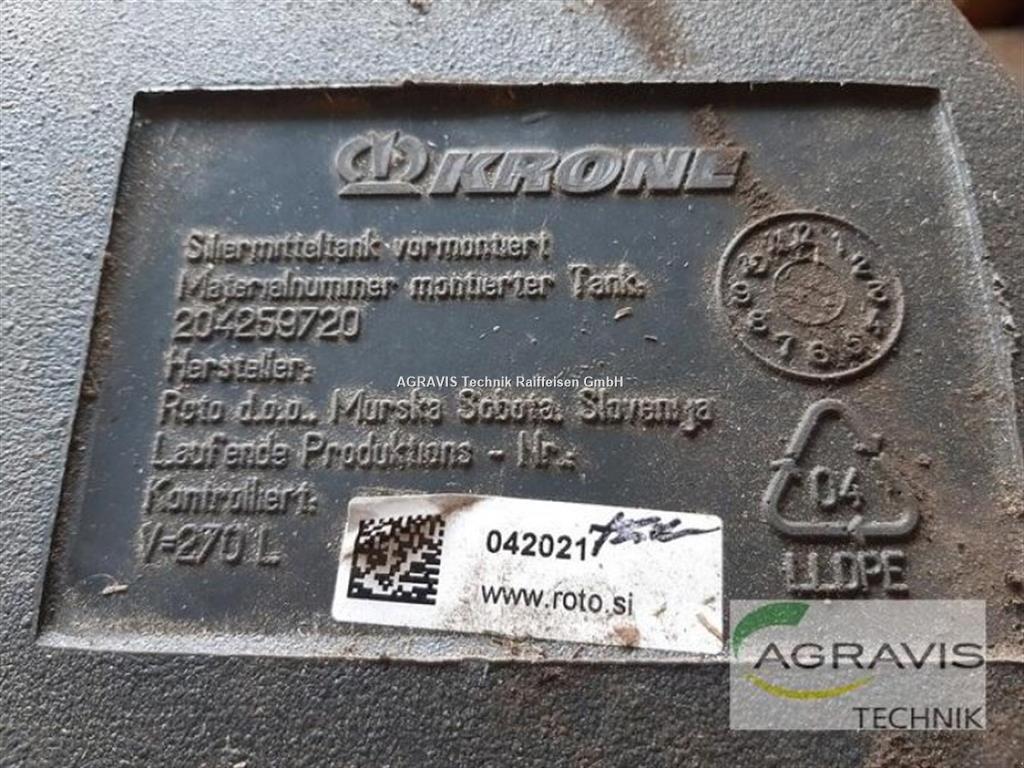 KRONE
Siliermitteltank vormontiert
Materialnummer montierter Tank:
204259720
Hersteller:
Roto d.o.o., Murska Sobota, Slovenija
Laufende Produktions - Nr.:
Kontrolliert:
V=270 L
042021
www.roto.si
04
LLDPE
AGRAVIS Technik Raiffeisen GmbH
AGRAVIS
TECHNIK